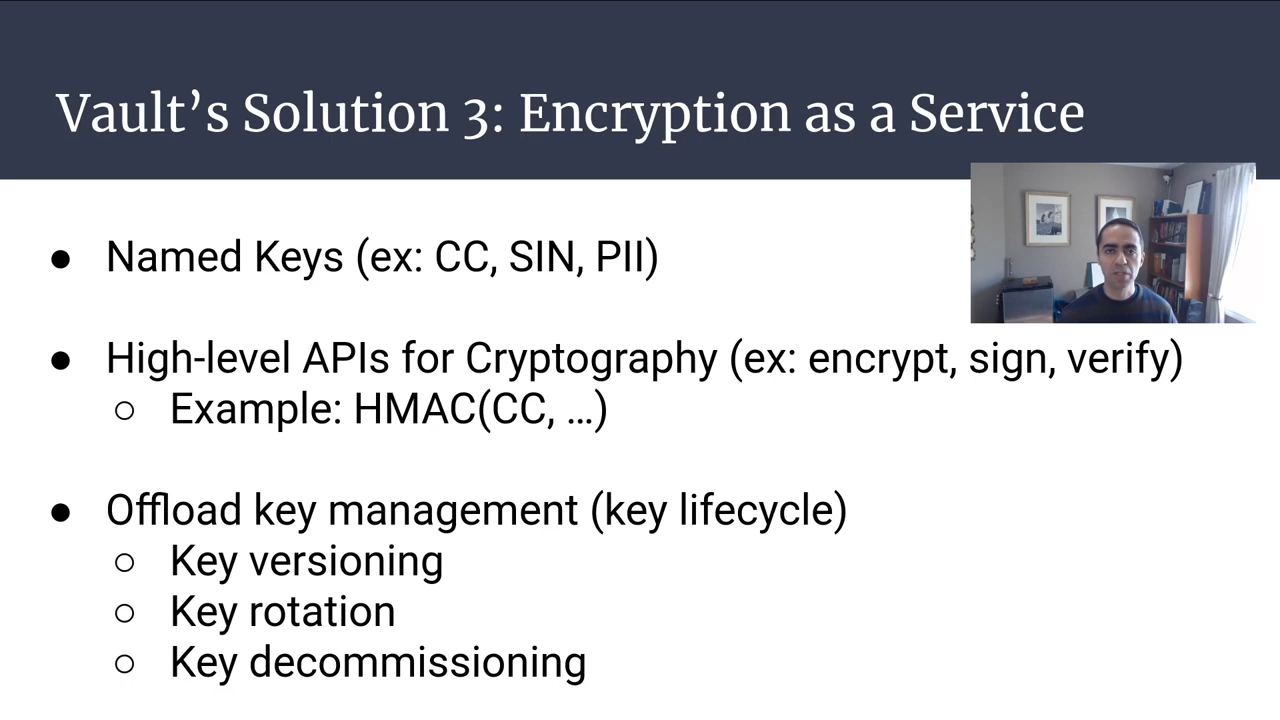 Vault’s Solution 3: Encryption as a Service
● Named Keys (ex: CC, SIN, PII)
● High-level APIs for Cryptography (ex: encrypt, sign, verify)
○ Example: HMAC(CC, …)
● Offload key management (key lifecycle)
○ Key versioning
○ Key rotation
○ Key decommissioning